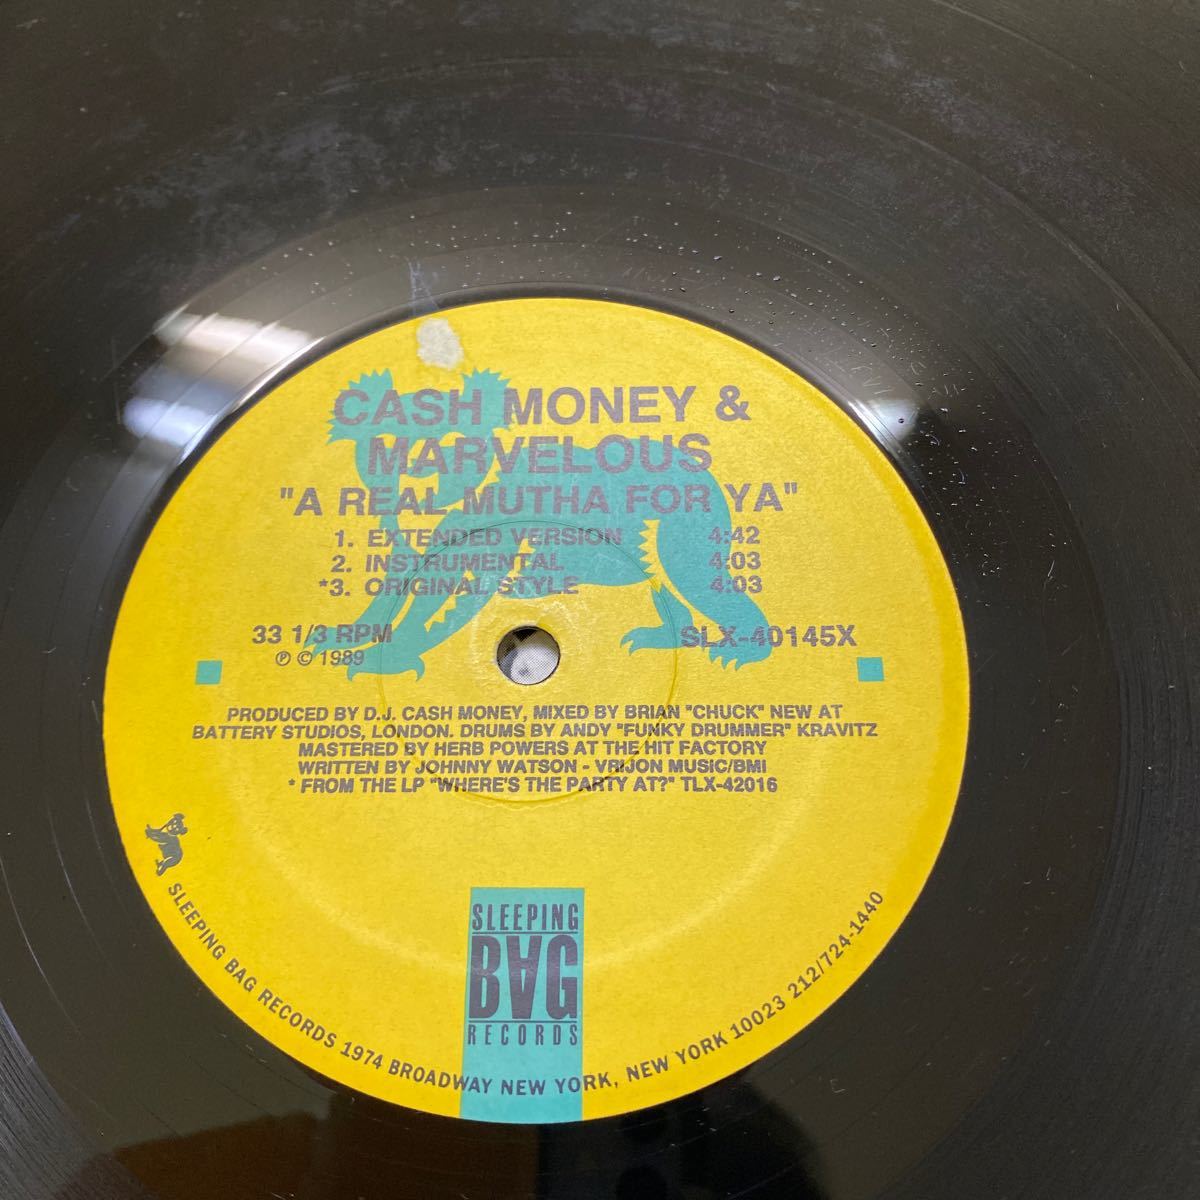 CASH MONEY &
MARVELOUS
"A REAL MUTHA FOR YA"
1. EXTENDED VERSION 4:42
2. INSTRUMENTAL 4:03
*3. ORIGINAL STYLE 4:03
33 1/3 RPM SLX-40145X
℗ © 1989
PRODUCED BY D.J. CASH MONEY, MIXED BY BRIAN "CHUCK" NEW AT
BATTERY STUDIOS, LONDON. DRUMS BY ANDY "FUNKY DRUMMER" KRAVITZ
MASTERED BY HERB POWERS AT THE HIT FACTORY
WRITTEN BY JOHNNY WATSON - VRIJON MUSIC/BMI
* FROM THE LP "WHERE'S THE PARTY AT?" TLX-42016
SLEEPING
BAG
RECORDS
SLEEPING BAG RECORDS 1974 BROADWAY NEW YORK, NEW YORK 10023 212/724-1440